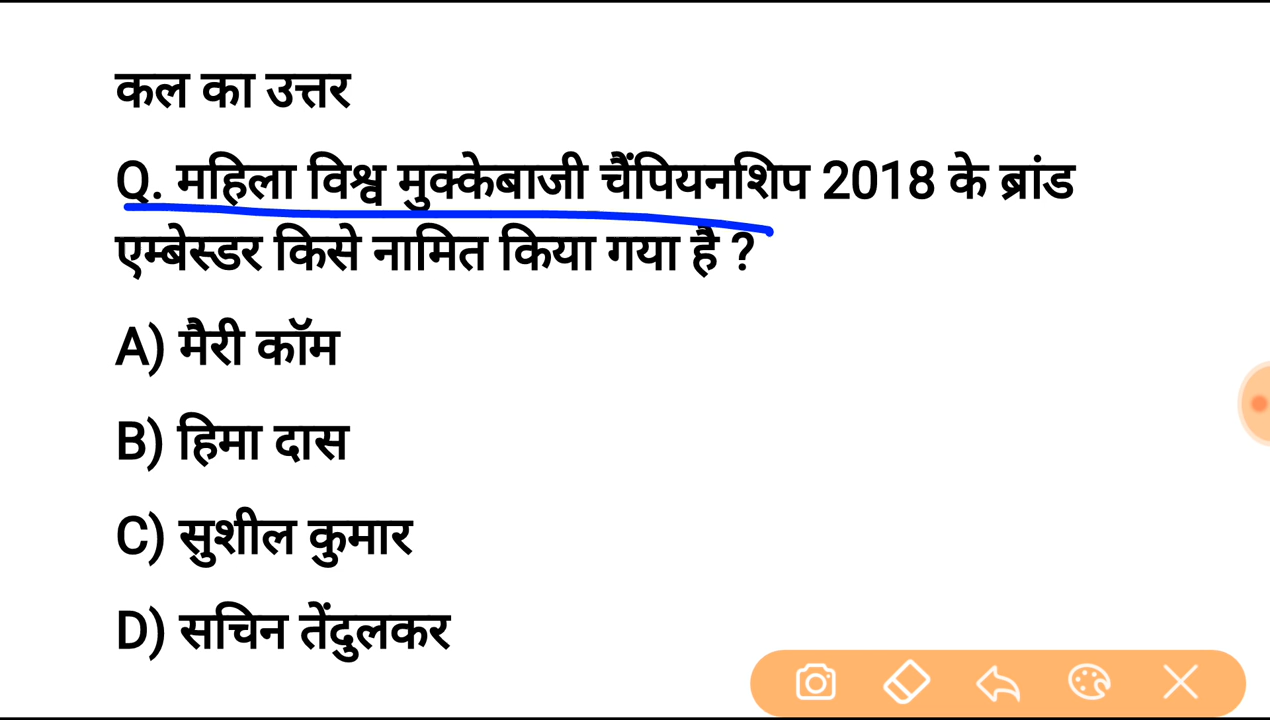 कल का उत्तर
Q. महिला विश्व मुक्केबाजी चैंपियनशिप 2018 के ब्रांड
एम्बेस्डर किसे नामित किया गया है ?
A) मैरी कॉम
B) हिमा दास
C) सुशील कुमार
D) सचिन तेंदुलकर